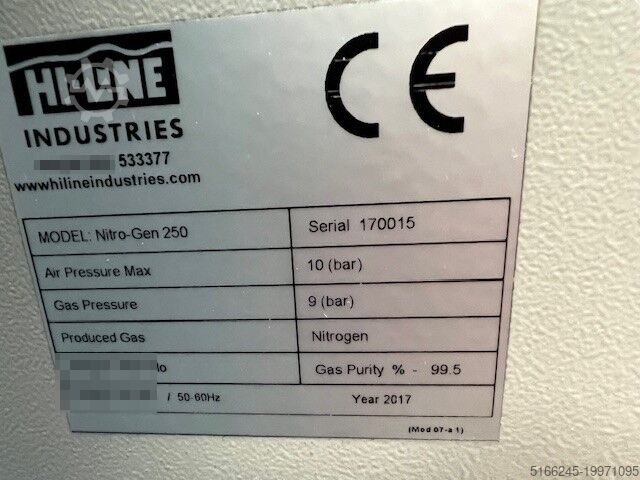 HI-LINE
INDUSTRIES
533377
www.hilineindustries.com
CE
MODEL: Nitro-Gen 250 Serial 170015
Air Pressure Max 10 (bar)
Gas Pressure 9 (bar)
Produced Gas Nitrogen
Gas Purity % - 99.5
/ 50-60Hz Year 2017
(Mod 07-a 1)
5166245-19971095